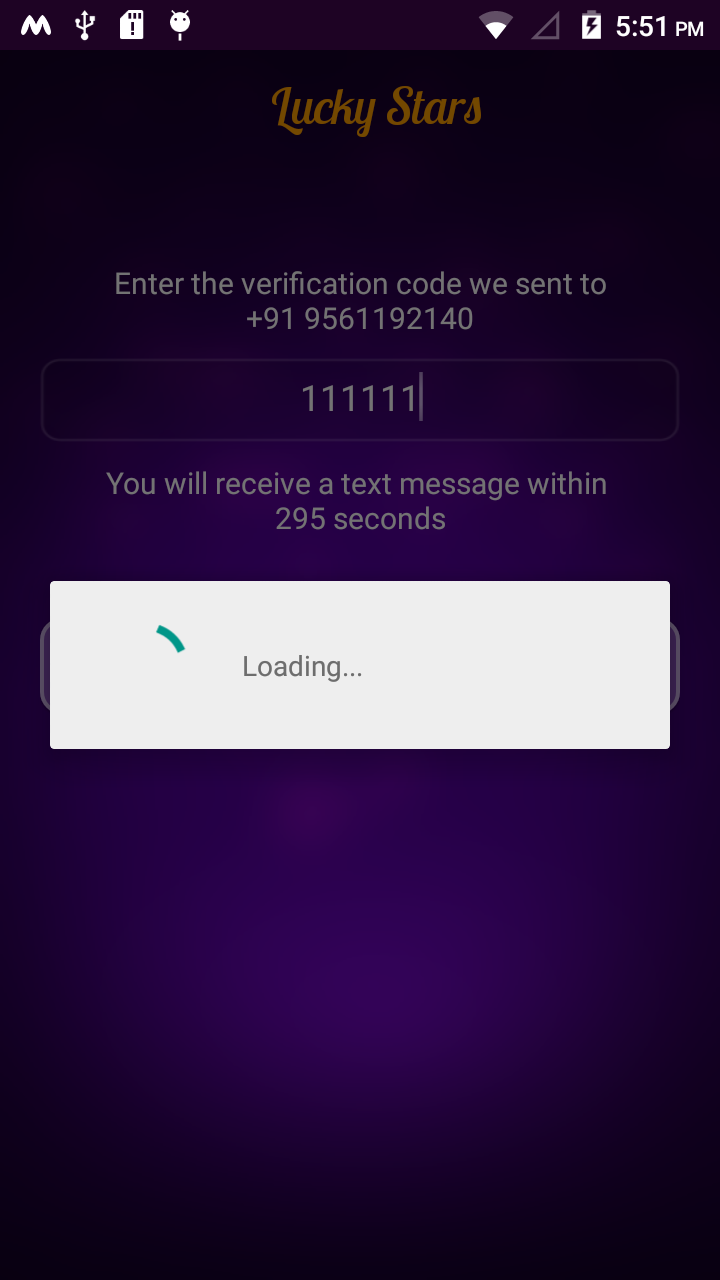 5:51 PM
Lucky Stars
Enter the verification code we sent to
+91 9561192140
111111
You will receive a text message within
295 seconds
Loading...